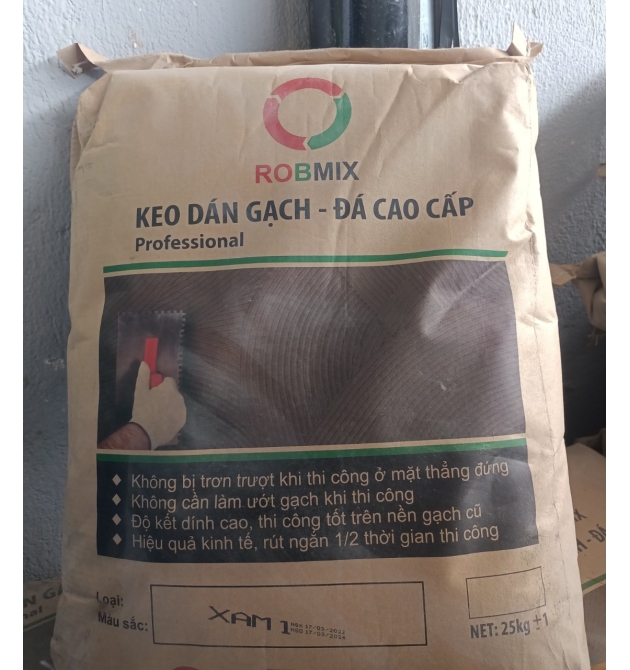 ROBMIX
KEO DÁN GẠCH - ĐÁ CAO CẤP
Professional
Không bị trơn trượt khi thi công ở mặt thẳng đứng
Không cần làm ướt gạch khi thi công
Độ kết dính cao, thi công tốt trên nền gạch cũ
Hiệu quả kinh tế, rút ngắn 1/2 thời gian thi công
Loại:
Màu sắc:
XAM 1
NET: 25kg ±1